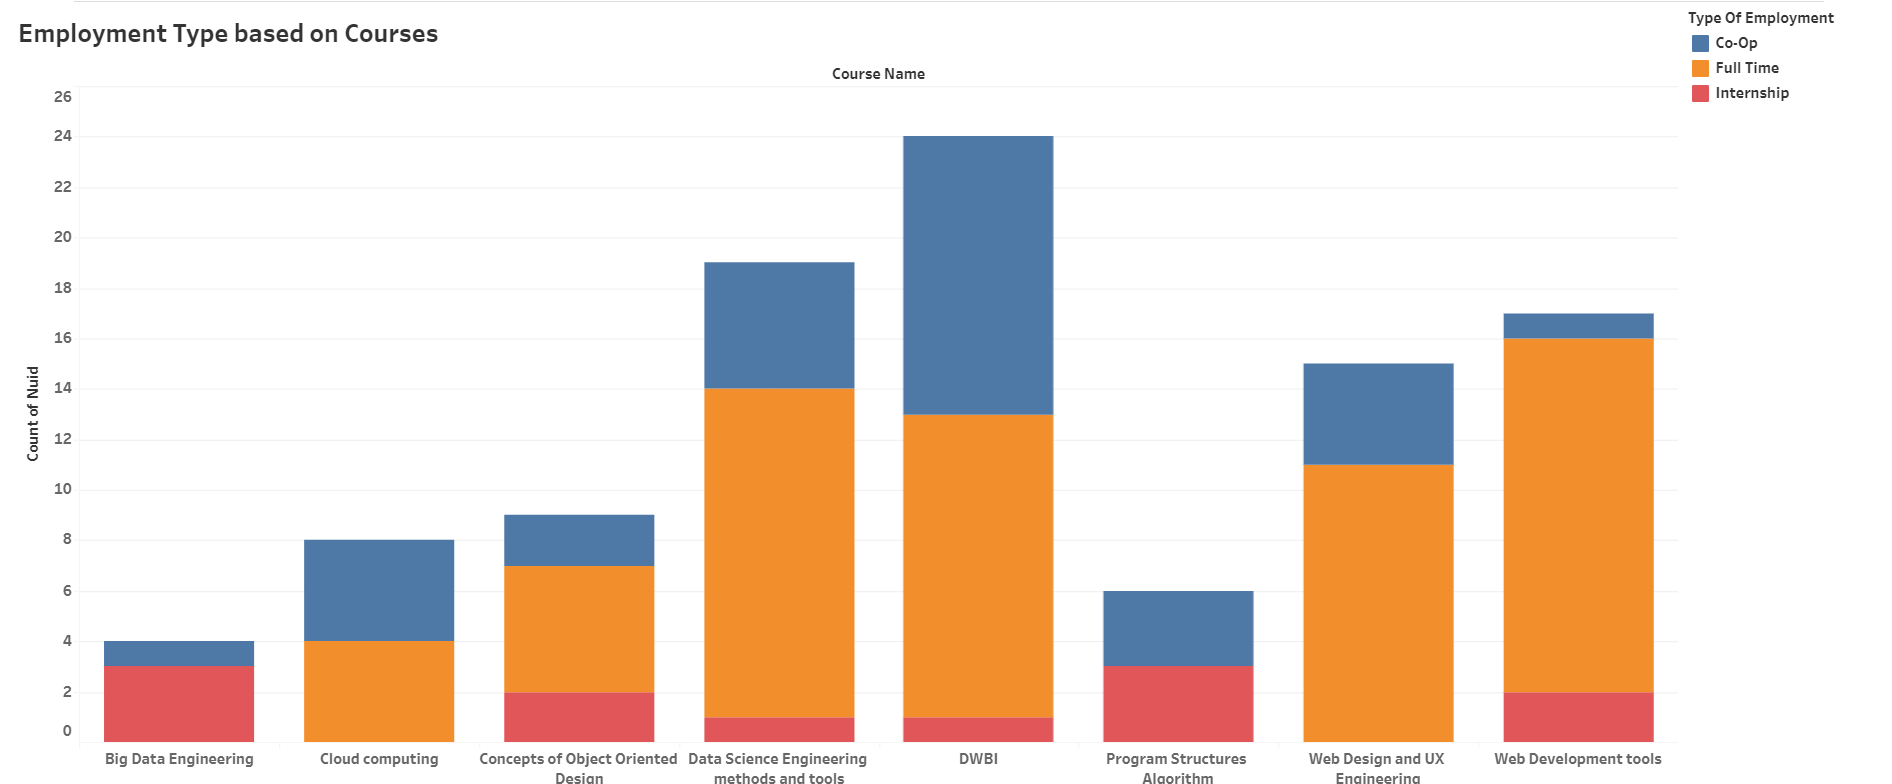 Employment Type based on Courses
Type Of Employment
Co-Op
Full Time
Internship
Course Name
26
24
22
20
18
16
14
12
10
8
6
4
2
0
Count of Nuid
Big Data Engineering
Cloud computing
Concepts of Object Oriented
Design
Data Science Engineering
methods and tools
DWBI
Program Structures
Algorithm
Web Design and UX
Engineering
Web Development tools